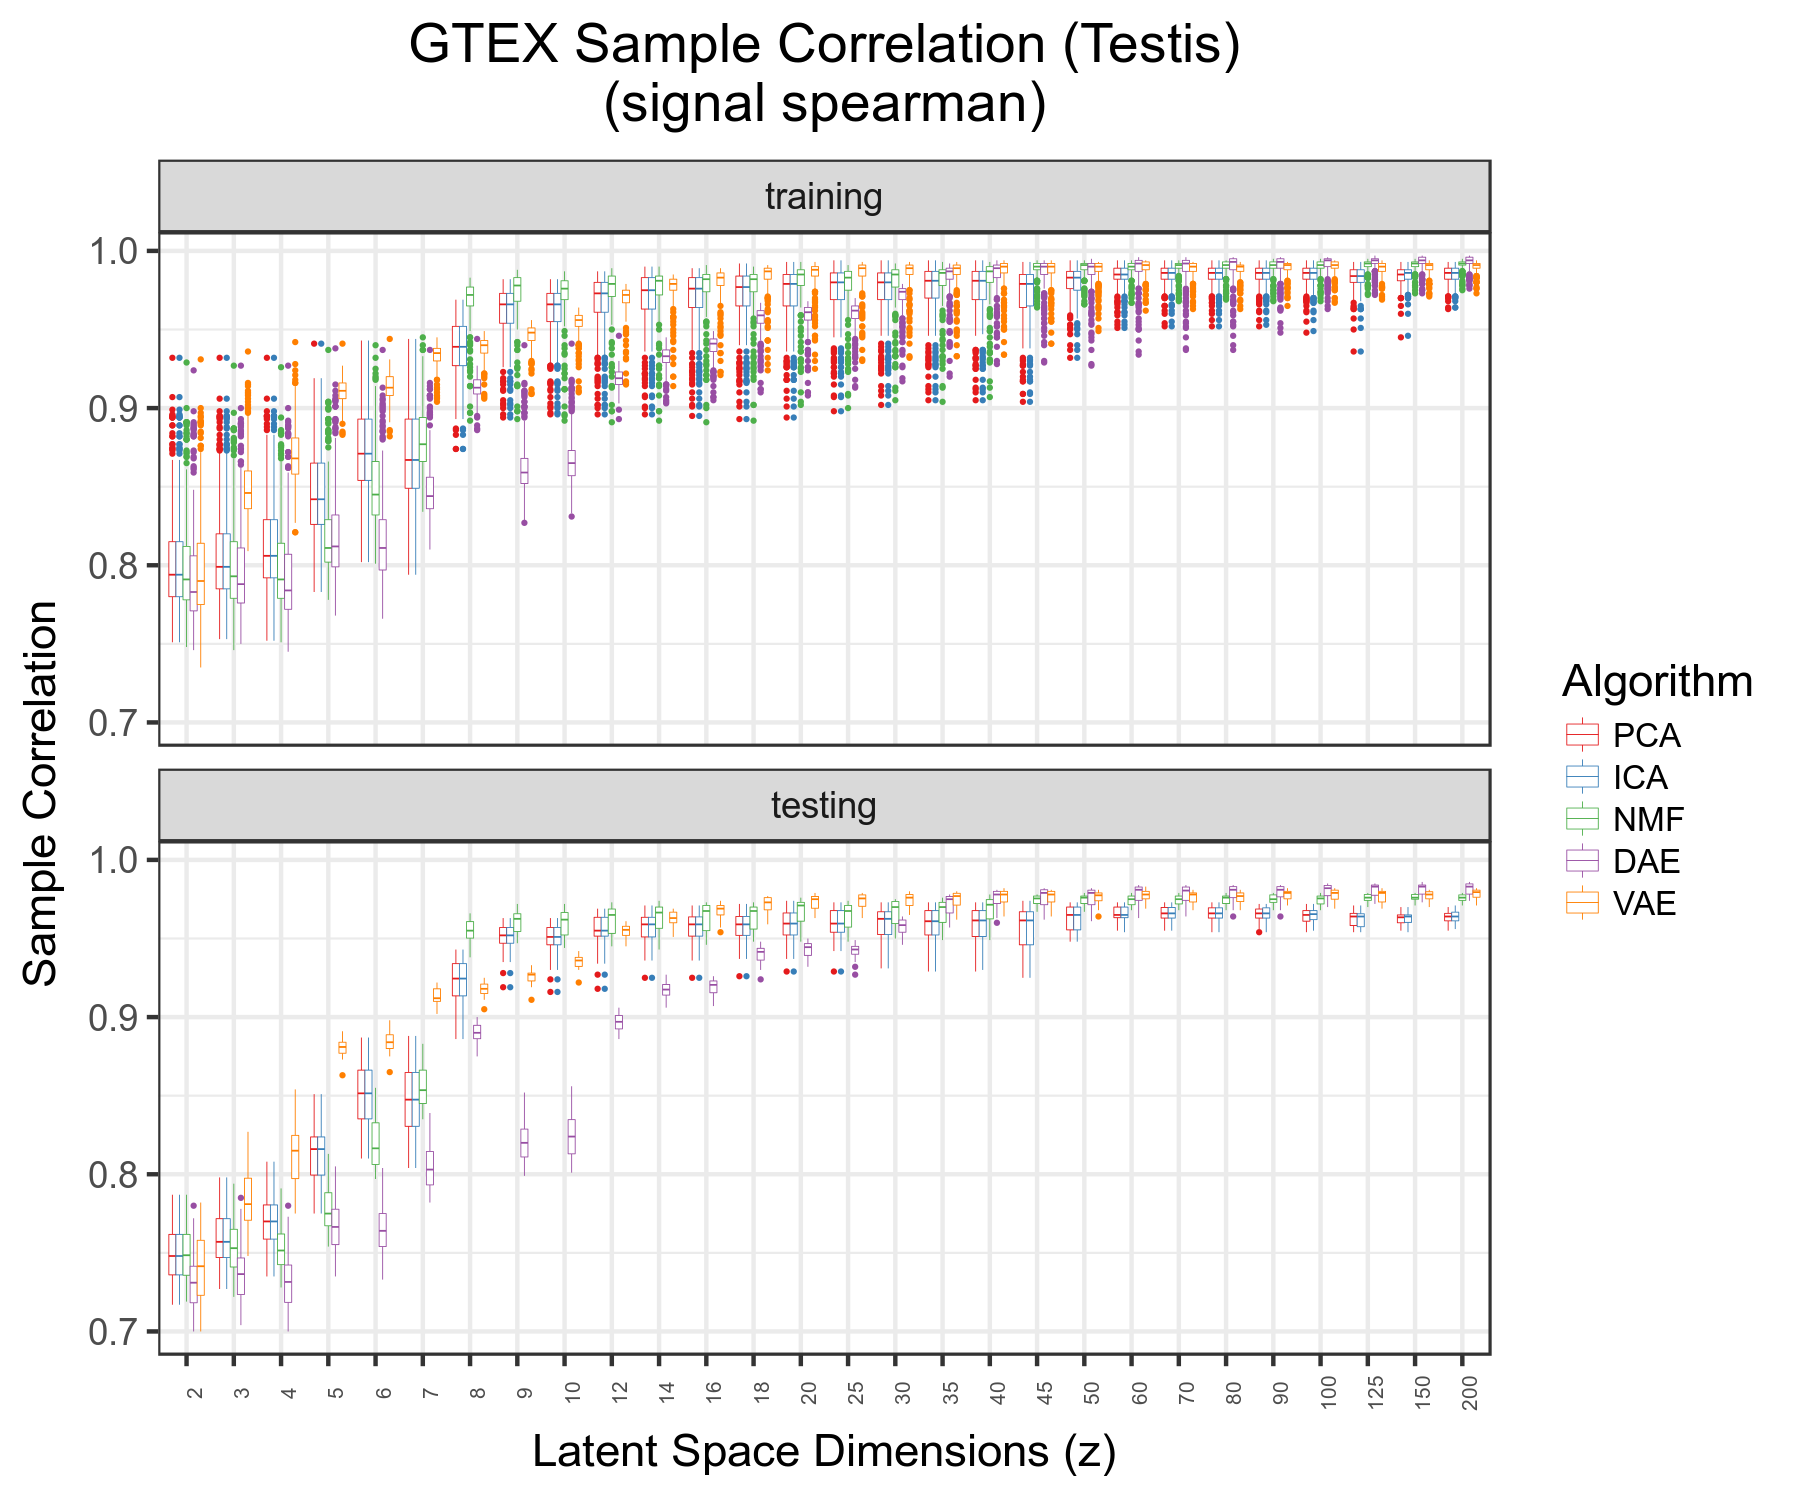 GTEX Sample Correlation (Testis)
(signal spearman)
training
1.0
0.9
0.8
0.7
testing
1.0
0.9
0.8
0.7
Sample Correlation
2 3 4 5 6 7 8 9 10 12 14 16 18 20 25 30 35 40 45 50 60 70 80 90 100 125 150 200
Latent Space Dimensions (z)
Algorithm
PCA
ICA
NMF
DAE
VAE